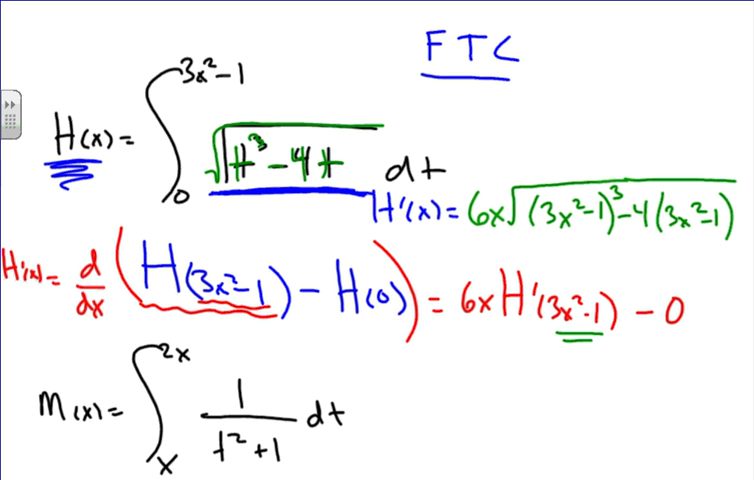 FTC
H(x) = ∫₀^(3x²-1) √(t³ - 4t) dt
H'(x) = 6x√((3x²-1)³ - 4(3x²-1))
H'(x) = d/dx (H(3x²-1) - H(0)) = 6x H'(3x²-1) - 0
M(x) = ∫ₓ^(2x) 1/(t²+1) dt